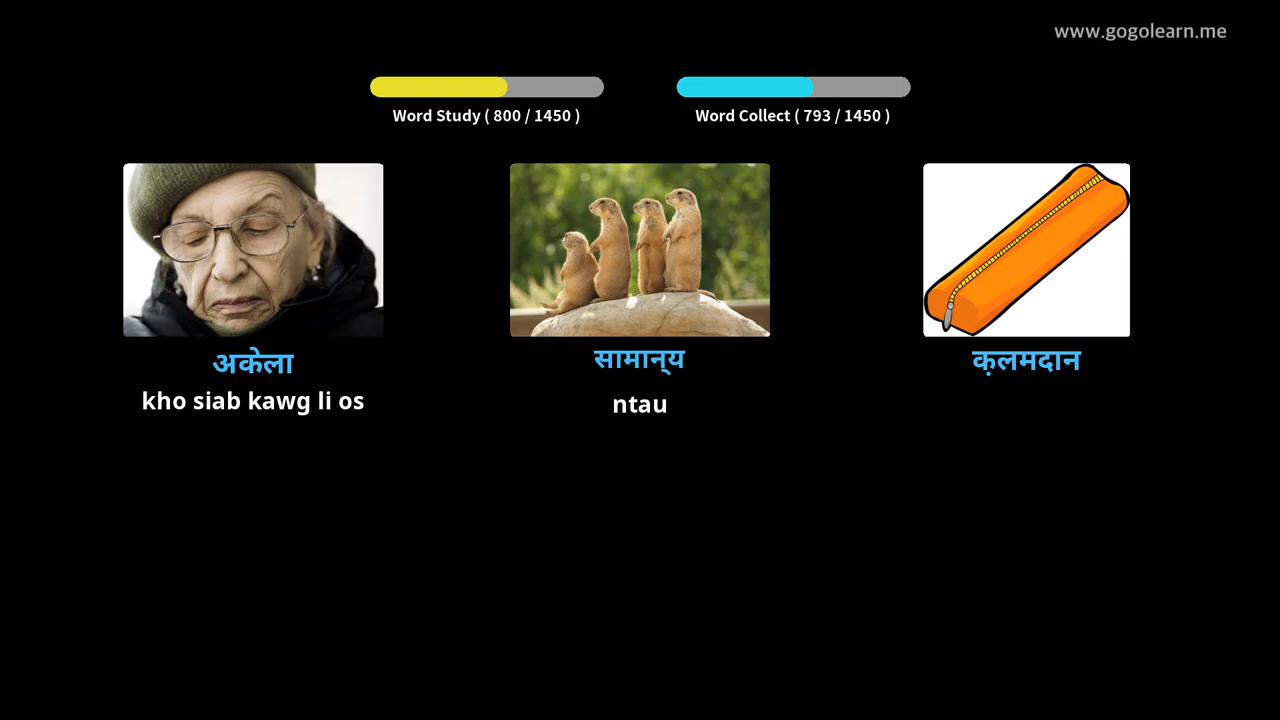 www.gogolearn.me
Word Study ( 800 / 1450 )
Word Collect ( 793 / 1450 )
अकेला
सामान्य
क़लमदान
kho siab kawg li os
ntau